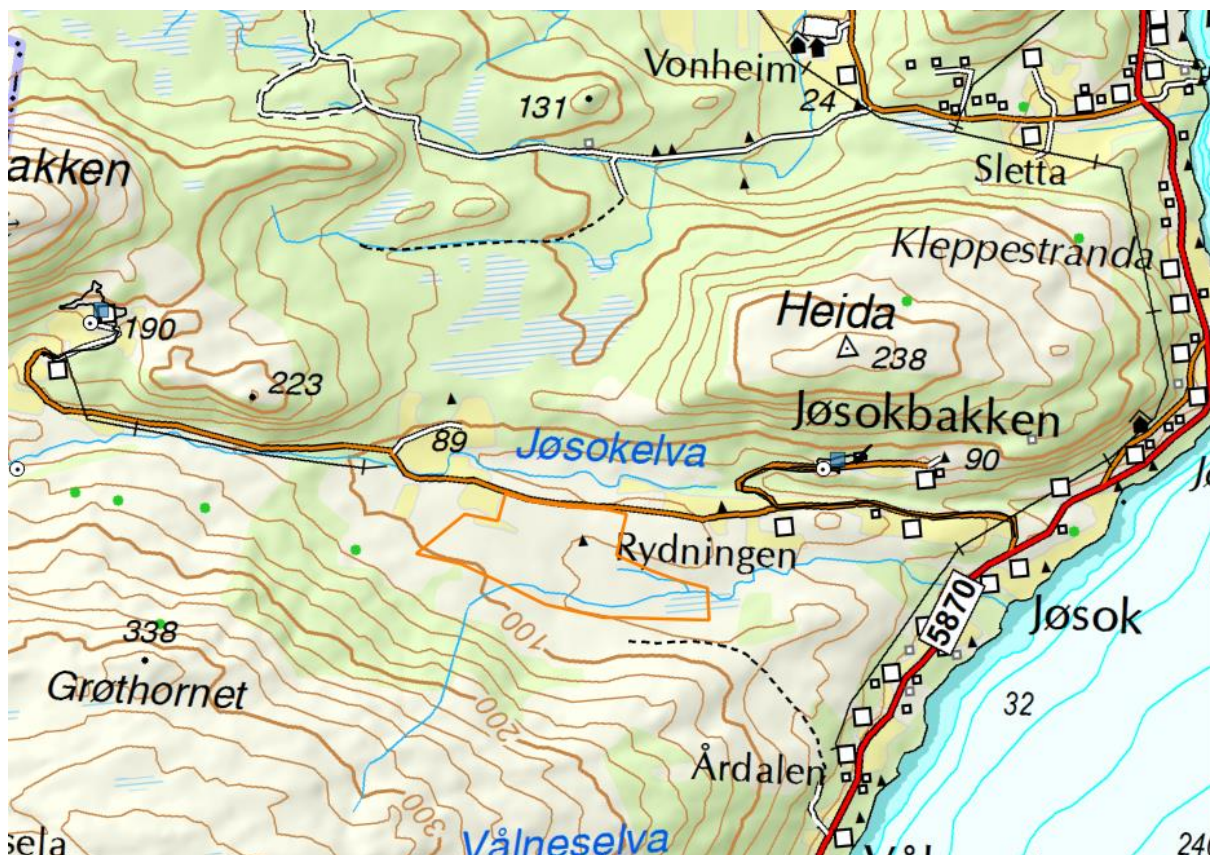 Vonheim
131
24
akken
Sletta
Kleppestranda
Heida
190
238
223
Jøsokbakken
89
Jøsokelva
90
Rydningen
100
5870
Jøsok
338
Grøthornet
200
32
Årdalen
300
Vålneselva
sela